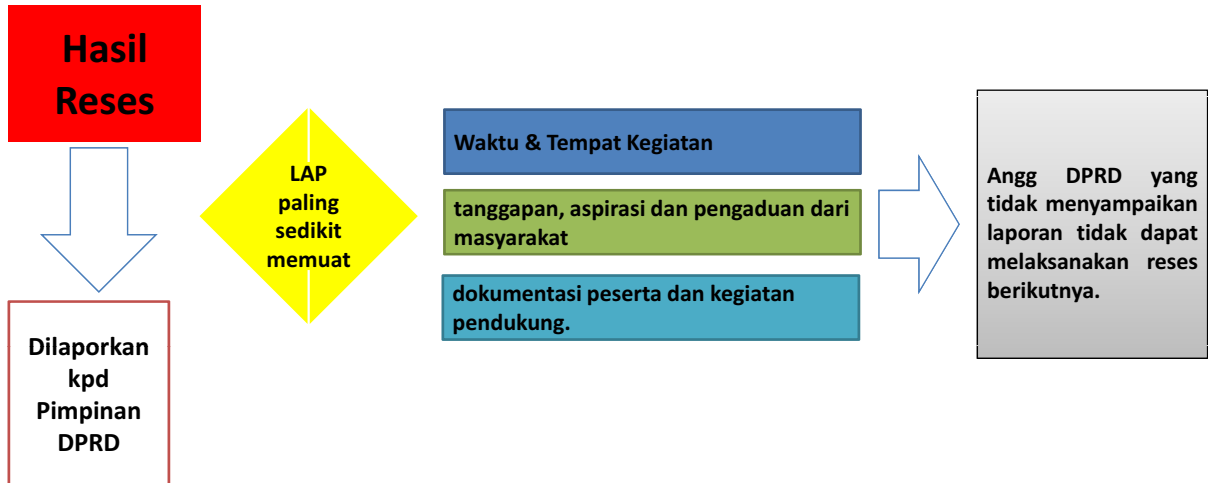 Hasil
Reses
Dilaporkan
kpd
Pimpinan
DPRD
LAP
paling
sedikit
memuat
Waktu & Tempat Kegiatan
tanggapan, aspirasi dan pengaduan dari
masyarakat
dokumentasi peserta dan kegiatan
pendukung.
Angg DPRD yang
tidak menyampaikan
laporan tidak dapat
melaksanakan reses
berikutnya.